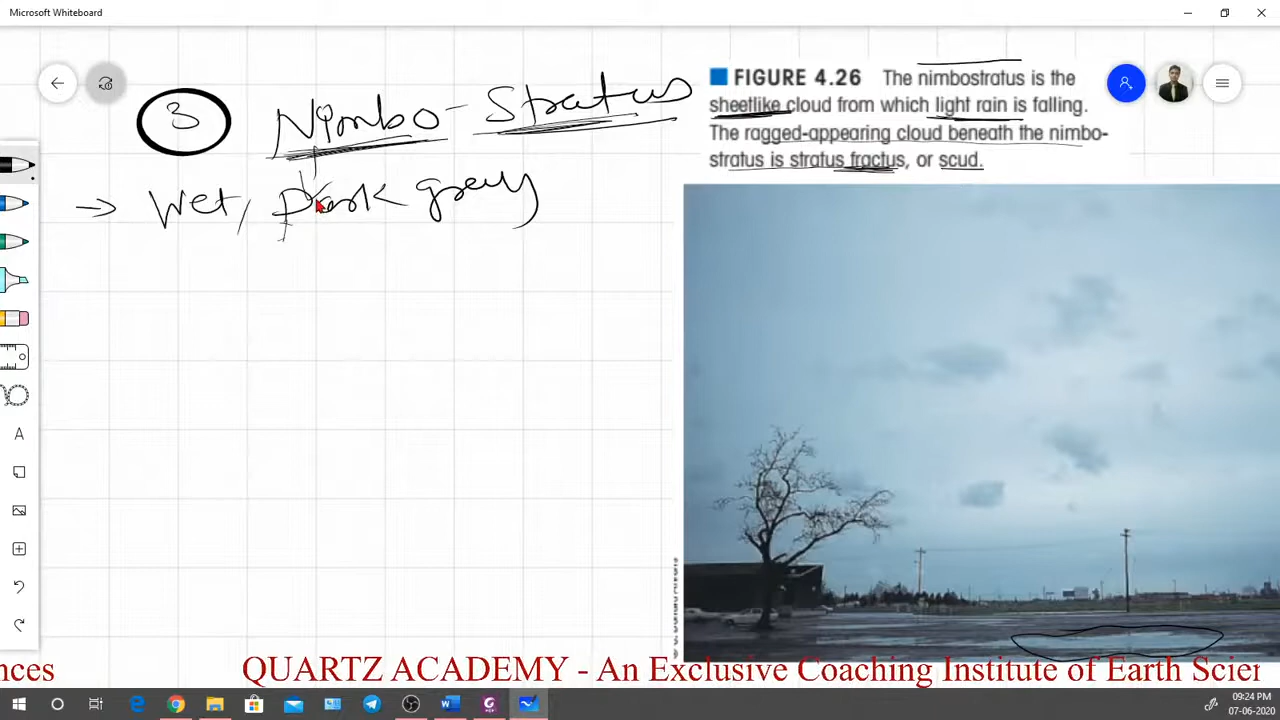 Microsoft Whiteboard
3
Nimbo-Stratus
→ Wet, Dark grey
FIGURE 4.26 The nimbostratus is the
sheetlike cloud from which light rain is falling.
The ragged-appearing cloud beneath the nimbo-
stratus is stratus fractus, or scud.
A
nces QUARTZ ACADEMY - An Exclusive Coaching Institute of Earth Scier
09:24 PM
07-06-2020